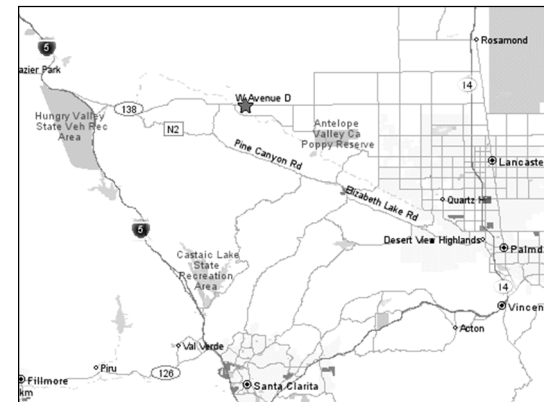 5
Rosamond
azier Park
14
138
W Avenue D
Hungry Valley
State Veh Rec
Area
N2
Antelope
Valley Ca
Poppy Reserve
Pine Canyon Rd
Lancaste
Elizabeth Lake Rd
Quartz Hil
5
Desert View Highlands
Palmd
Castaic Lake
State
Recreation
Area
14
Vincen
Acton
Val Verde
Piru
126
Fillmore
Santa Clarita
km